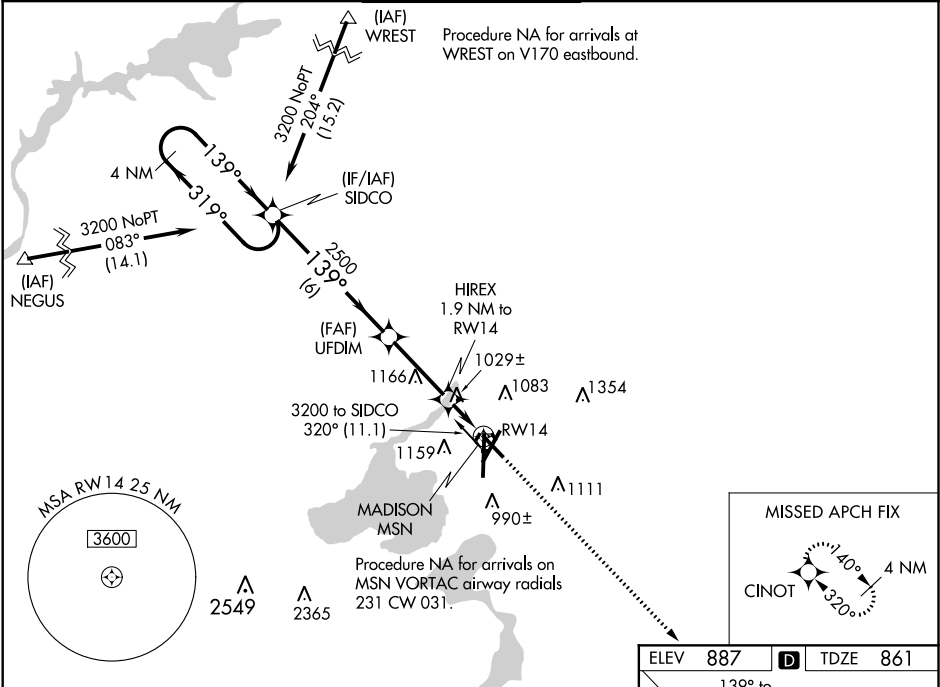 (IAF)
WREST
Procedure NA for arrivals at
WREST on V170 eastbound.
3200 NoPT
204°
(15.2)
4 NM
139°
319°
(IF/IAF)
SIDCO
3200 NoPT
083°
(14.1)
(IAF)
NEGUS
2500
139°
(6)
(FAF)
UFDIM
HIREX
1.9 NM to
RW14
1029±
1166
1083
1354
3200 to SIDCO
320° (11.1)
RW14
1159
1111
990±
MADISON
MSN
MSA RW14 25 NM
3600
2549
2365
Procedure NA for arrivals on
MSN VORTAC airway radials
231 CW 031.
MISSED APCH FIX
140°
4 NM
CINOT
320°
ELEV 887 D TDZE 861
139° to